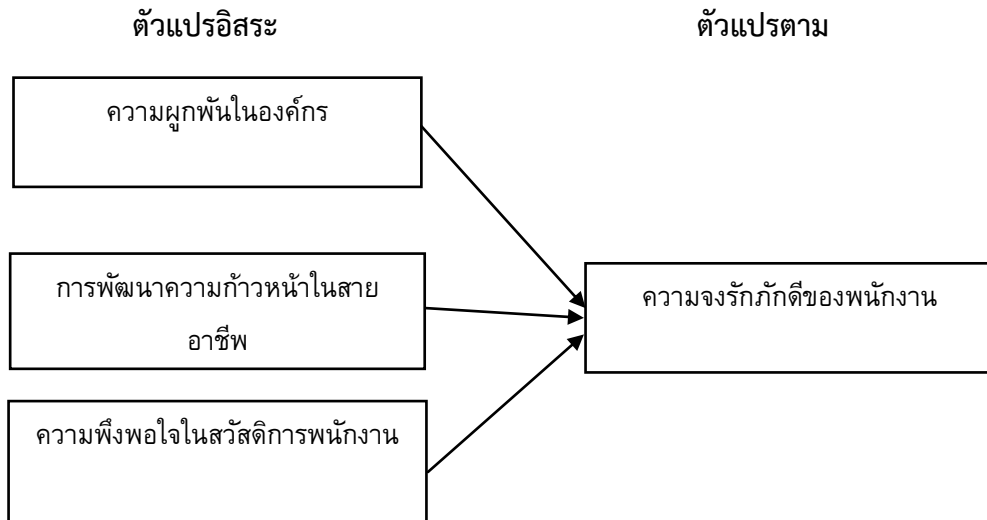 ตัวแปรอิสระ
ตัวแปรตาม
ความผูกพันในองค์กร
การพัฒนาความก้าวหน้าในสาย
อาชีพ
ความจงรักภักดีของพนักงาน
ความพึงพอใจในสวัสดิการพนักงาน